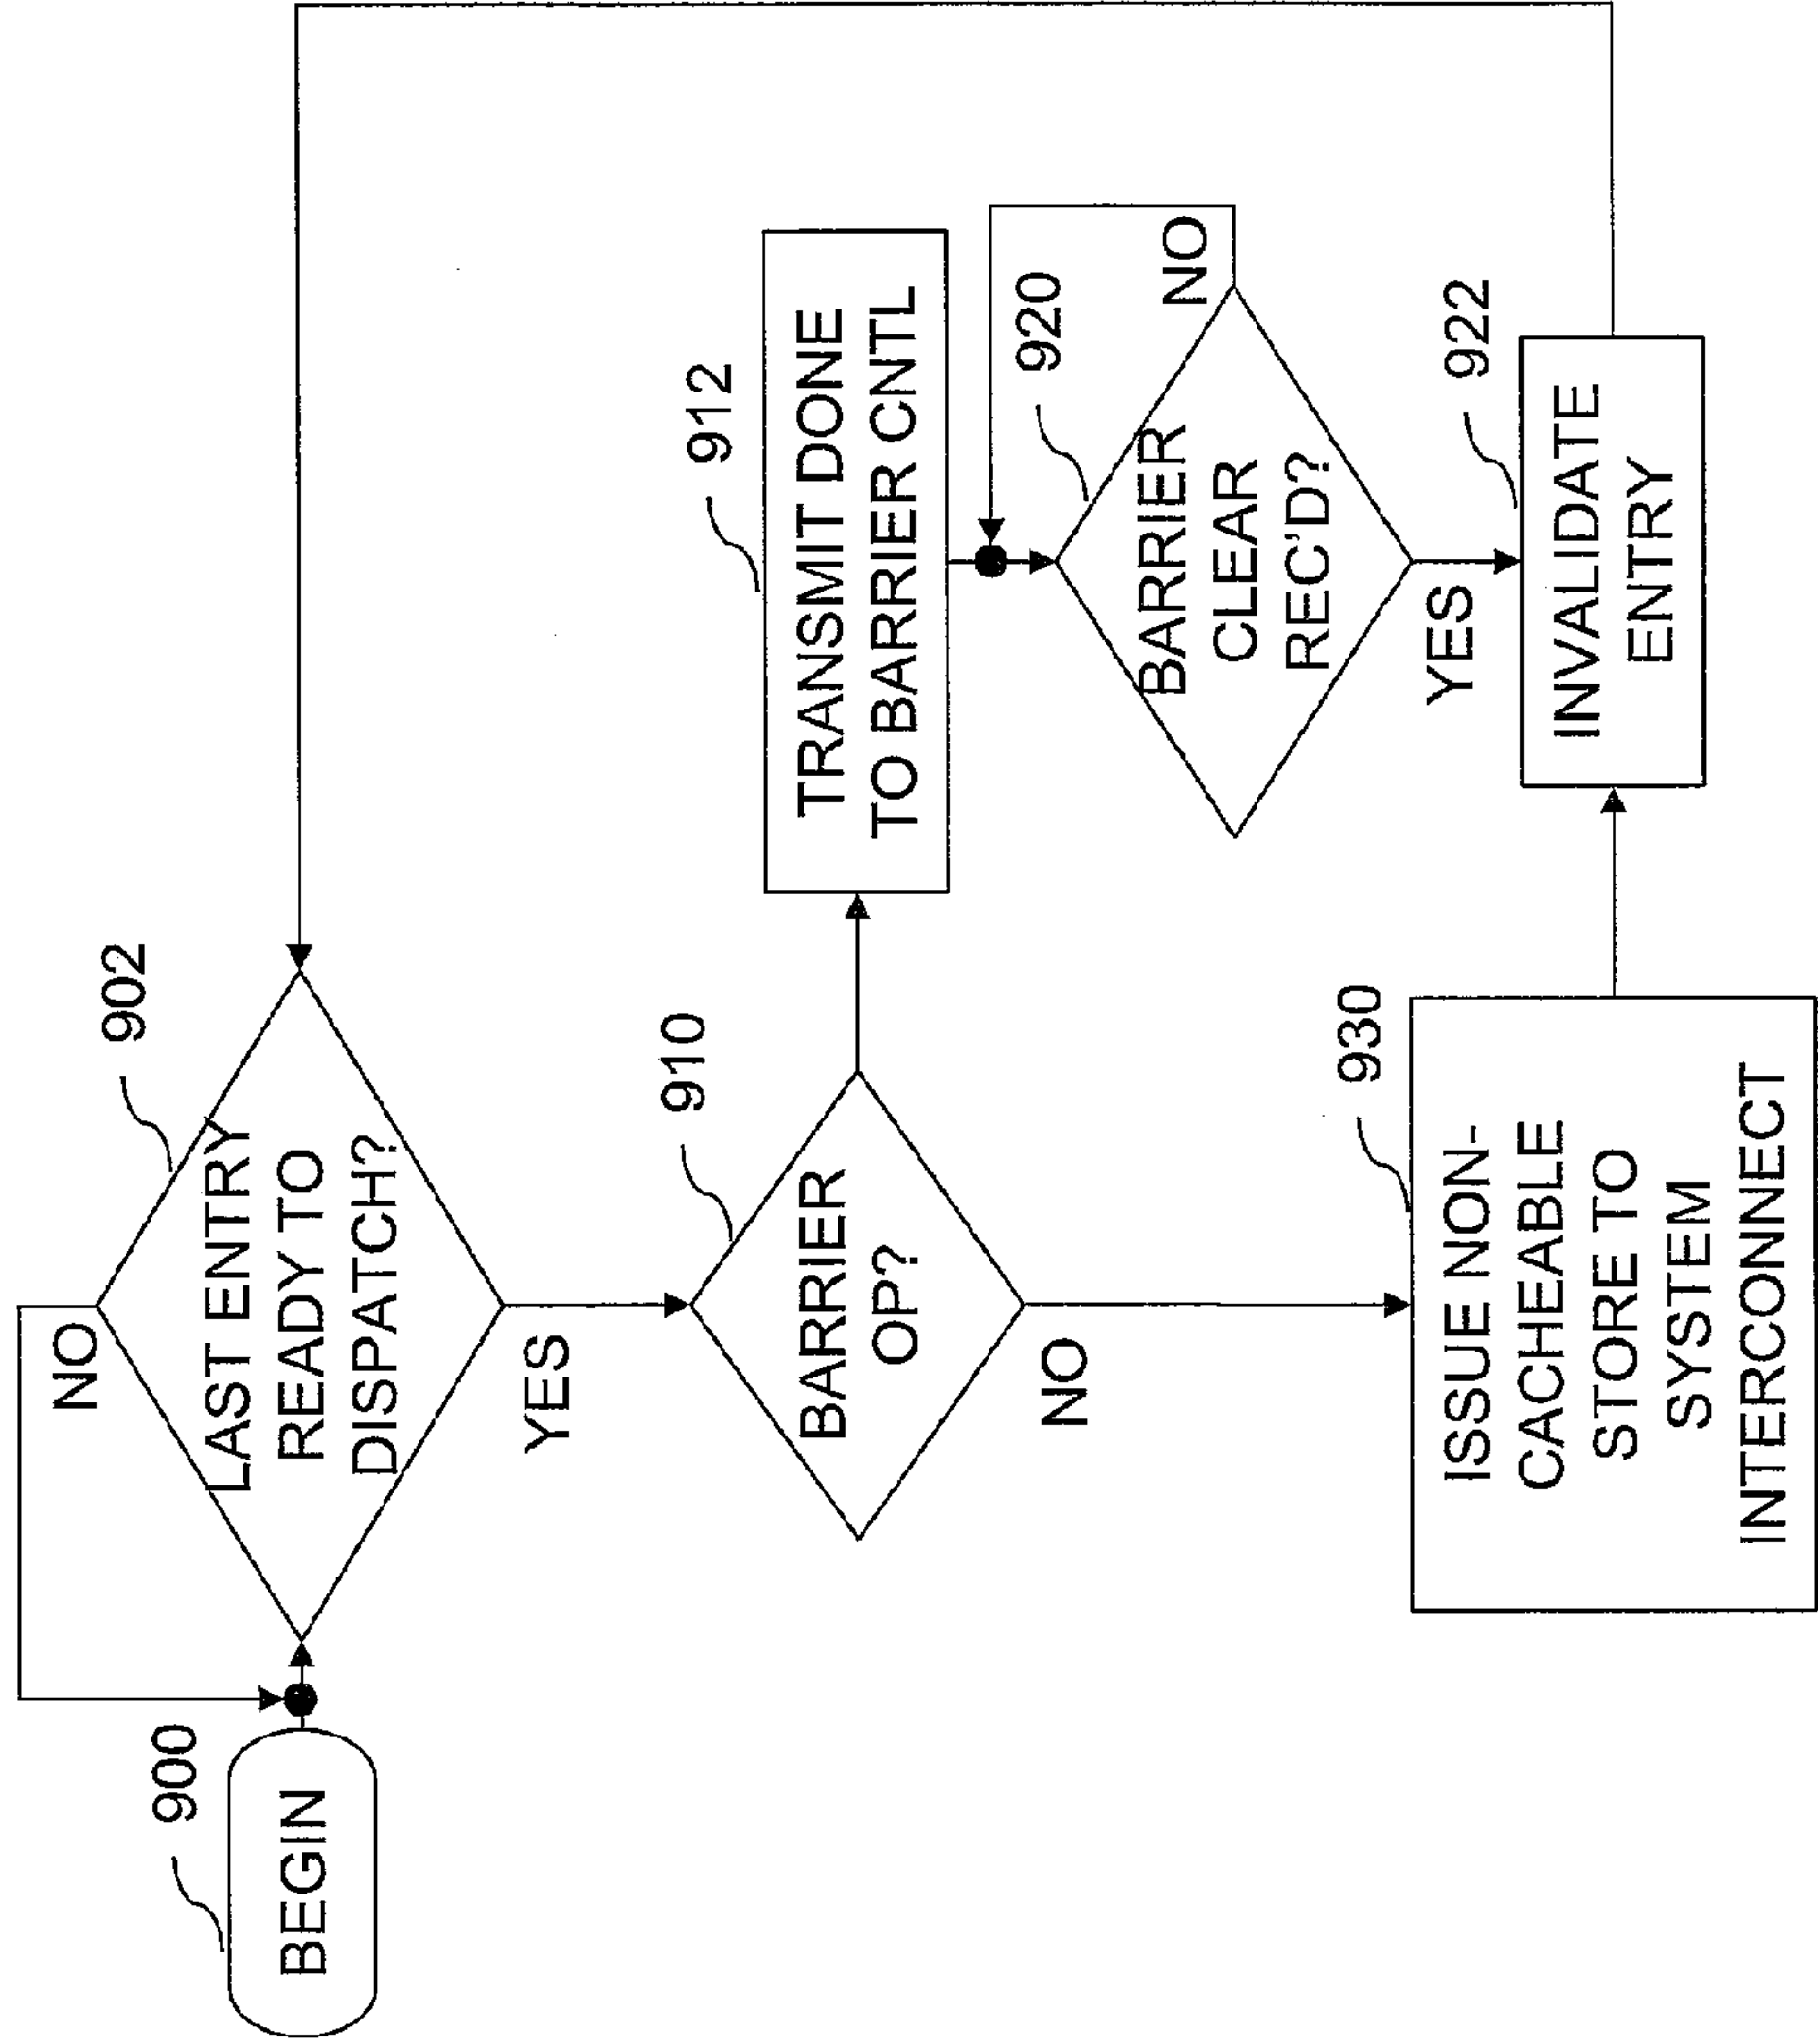 900
BEGIN
NO
902
LAST ENTRY
READY TO
DISPATCH?
YES
910
BARRIER
OP?
NO
912
TRANSMIT DONE
TO BARRIER CNTL
920
BARRIER
CLEAR
REC'D?
NO
YES
930
ISSUE NON-
CACHEABLE
STORE TO
SYSTEM
INTERCONNECT
922
INVALIDATE
ENTRY